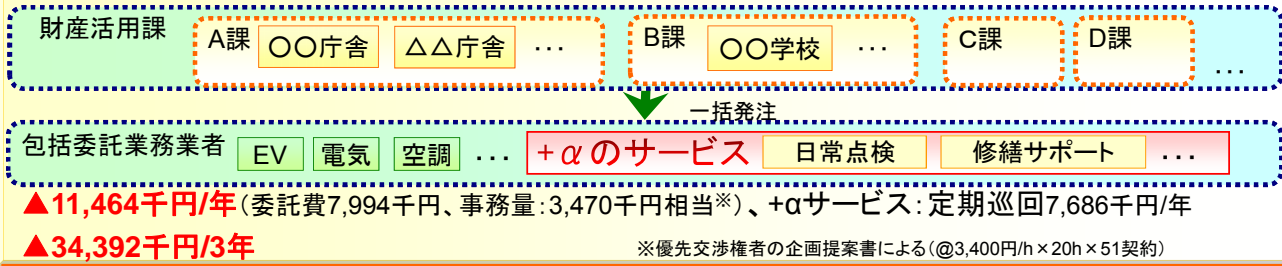 財産活用課 A課 〇〇庁舎 △△庁舎 … B課 〇〇学校 … C課 D課 …
一括発注
包括委託業務業者 EV 電気 空調 … +αのサービス 日常点検 修繕サポート …
▲11,464千円/年(委託費7,994千円、事務量:3,470千円相当※)、+αサービス:定期巡回7,686千円/年
▲34,392千円/3年 ※優先交渉権者の企画提案書による(@3,400円/h×20h×51契約)